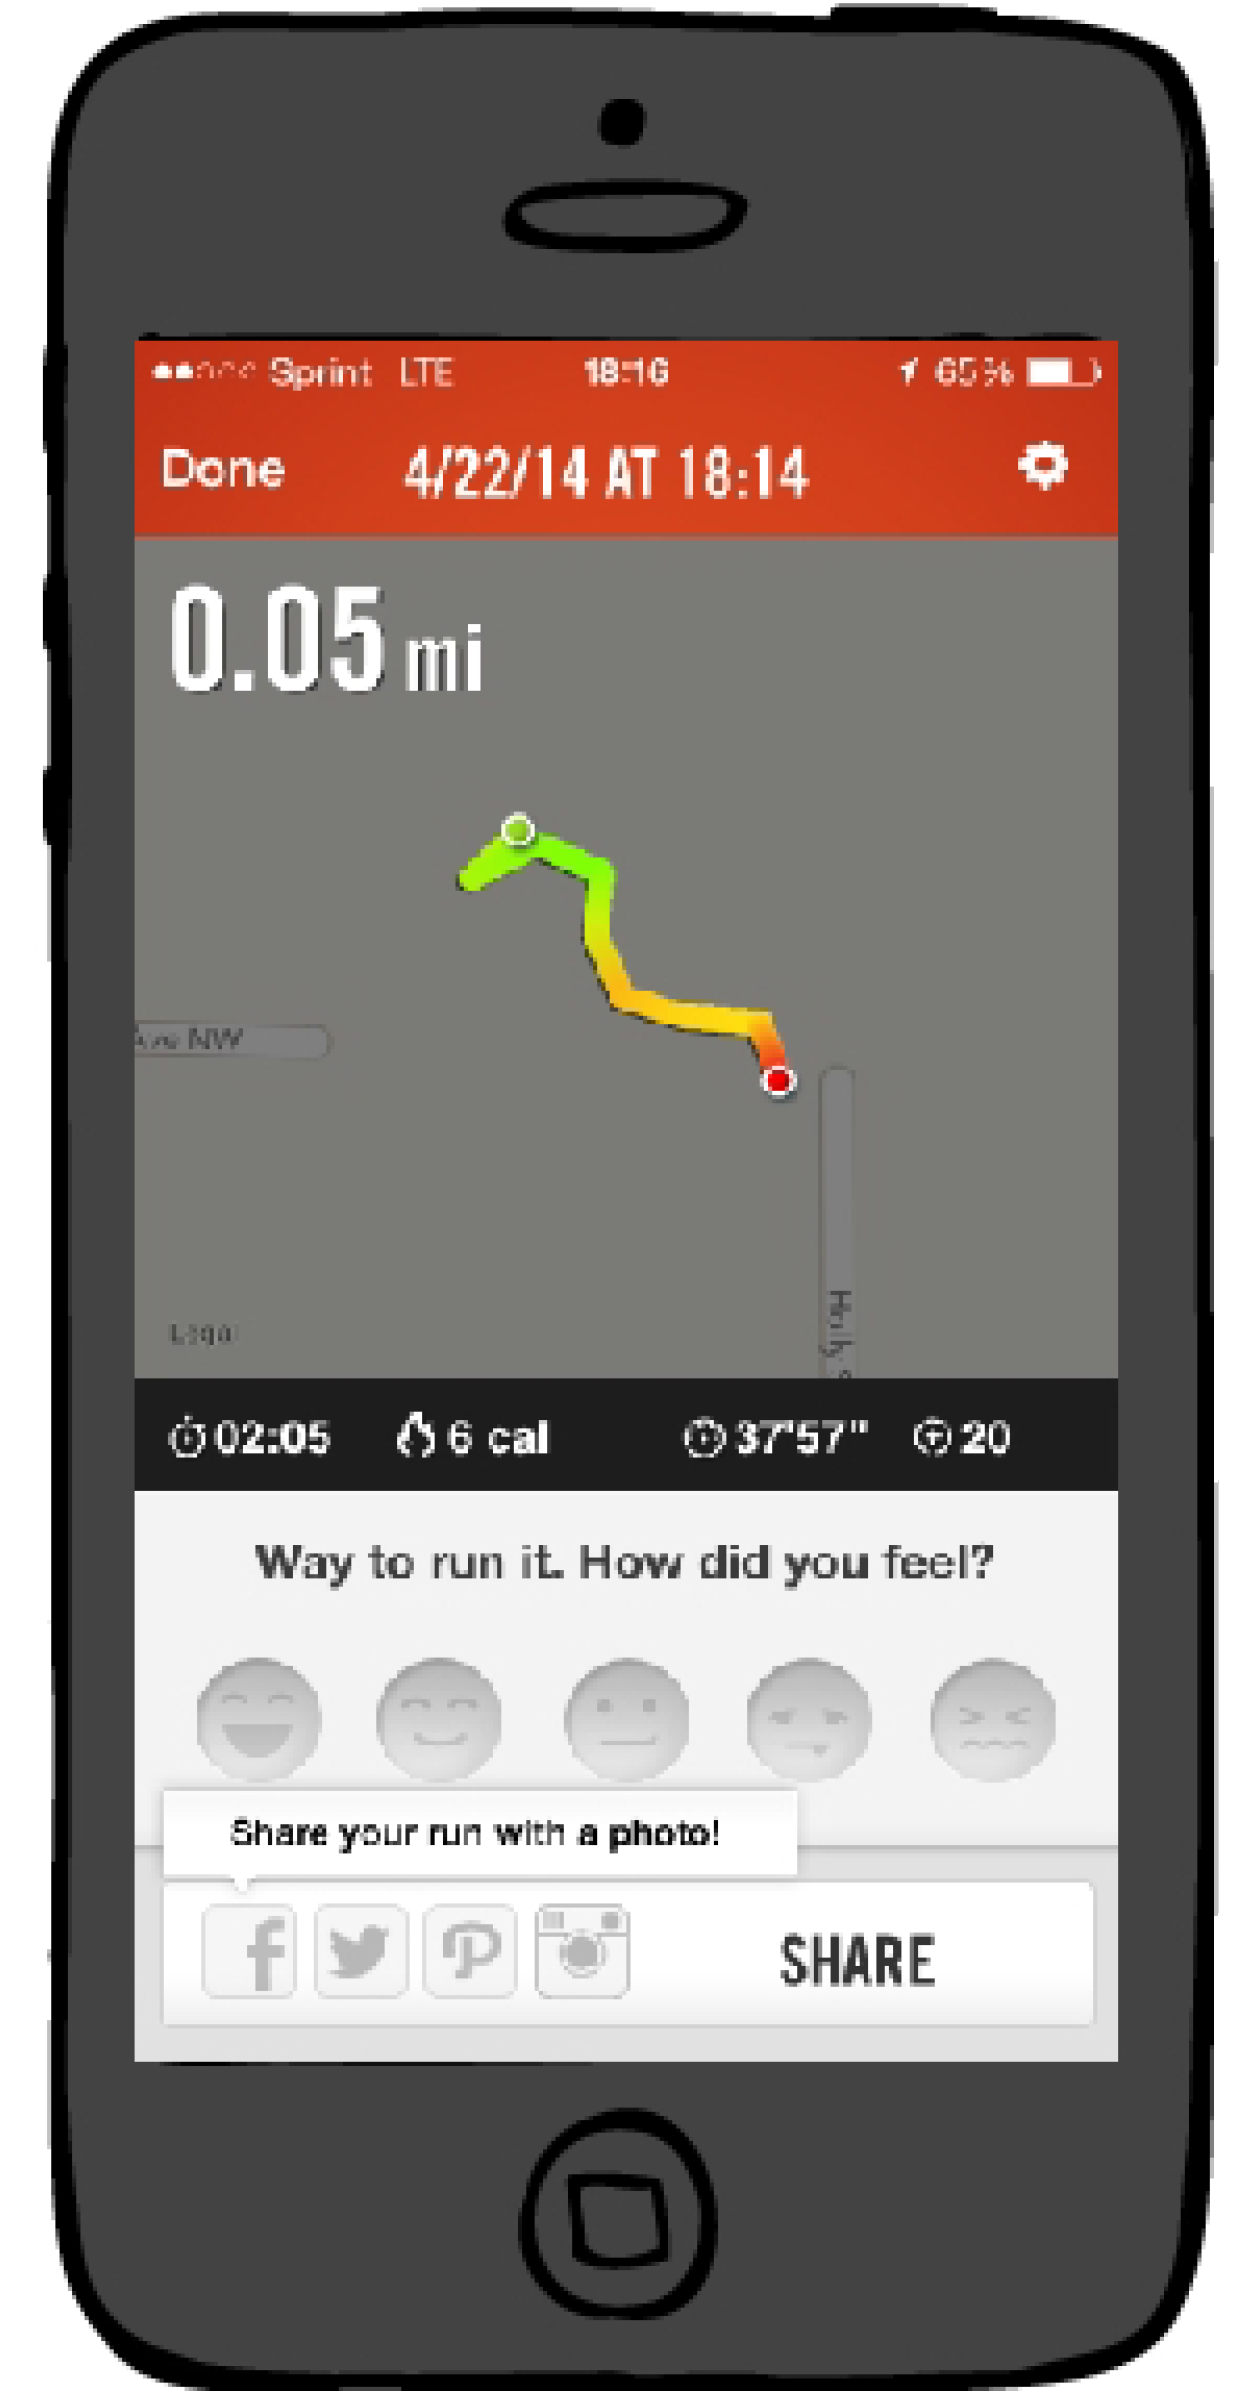 Sprint LTE 18:16 65%
Done 4/22/14 AT 18:14
0.05 mi
Ave NW
Legal
Holly S
02:05 6 cal 37'57" 20
Way to run it. How did you feel?
Share your run with a photo!
SHARE